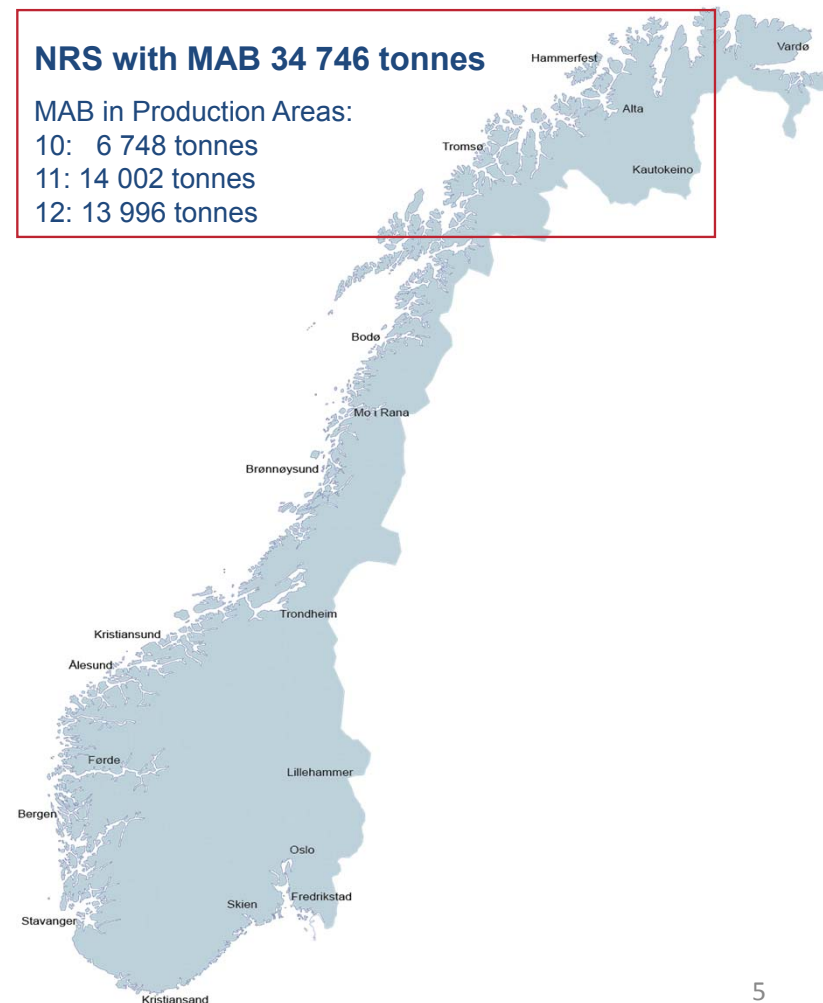 NRS with MAB 34 746 tonnes
MAB in Production Areas:
10: 6 748 tonnes
11: 14 002 tonnes
12: 13 996 tonnes
Hammerfest
Vardø
Alta
Tromsø
Kautokeino
Bodø
Mo i Rana
Brønnøysund
Trondheim
Kristiansund
Ålesund
Førde
Lillehammer
Bergen
Oslo
Skien
Fredrikstad
Stavanger
Kristiansand
5